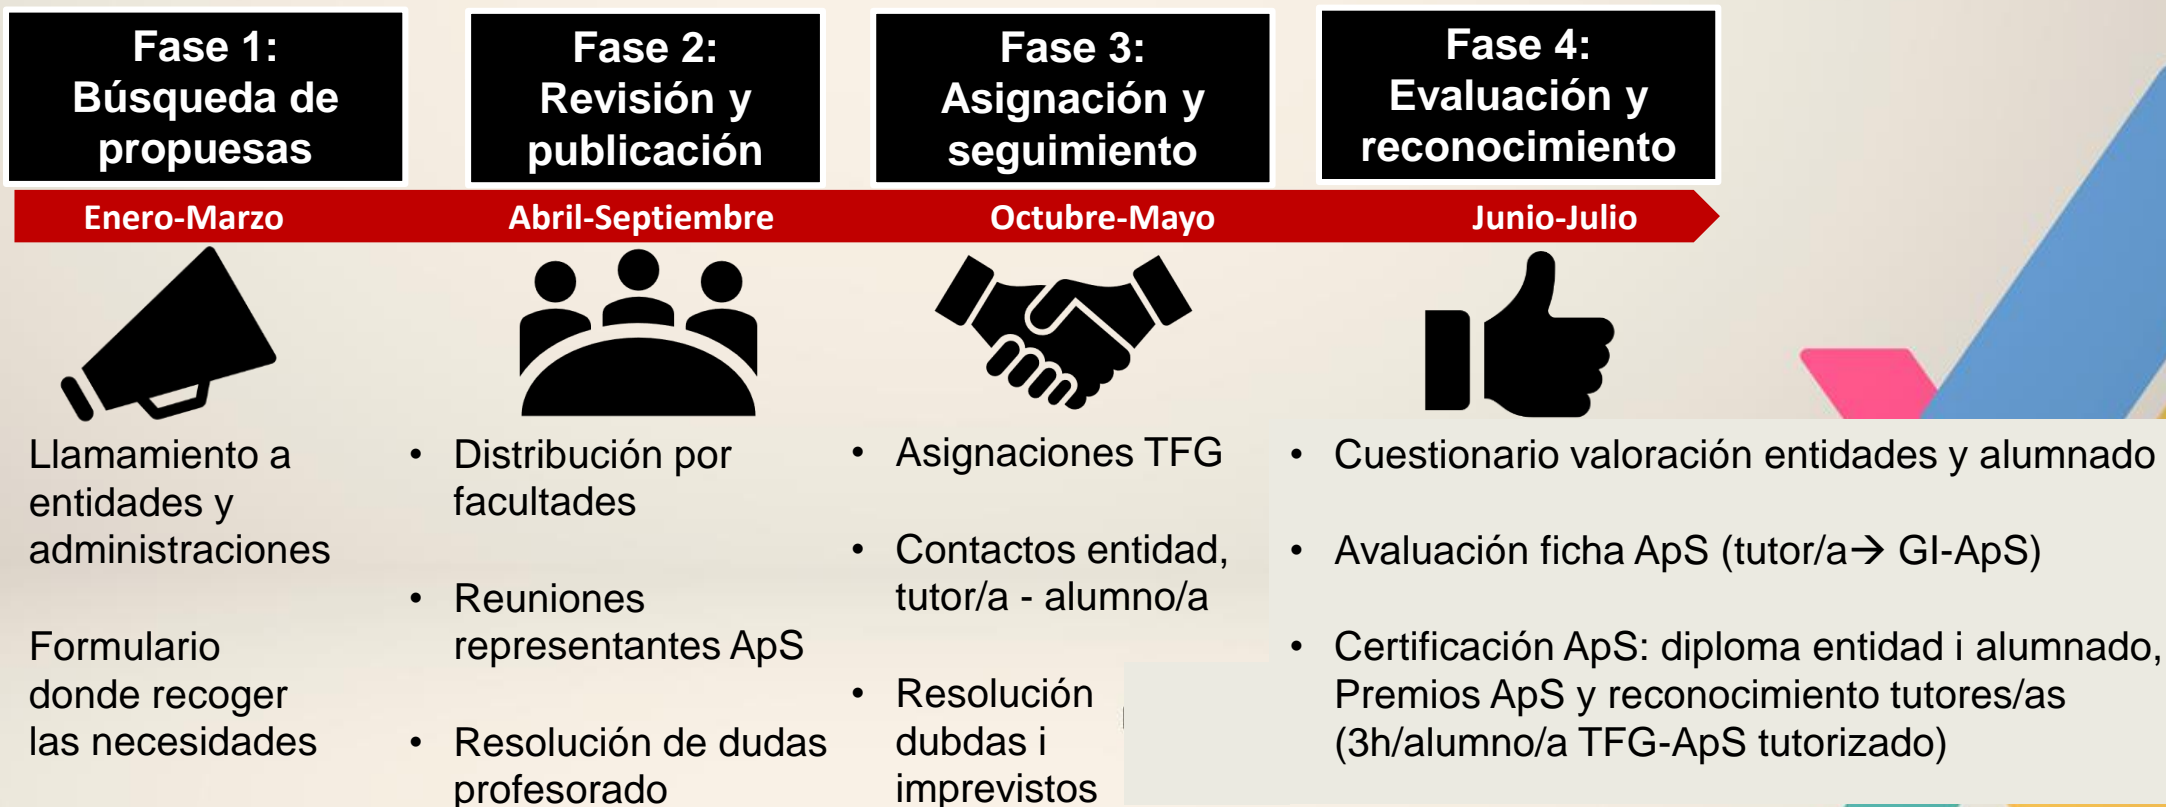 Fase 1:
Búsqueda de
propuesas
Fase 2:
Revisión y
publicación
Fase 3:
Asignación y
seguimiento
Fase 4:
Evaluación y
reconocimiento
Enero-Marzo
Abril-Septiembre
Octubre-Mayo
Junio-Julio
Llamamiento a
entidades y
administraciones
Formulario
donde recoger
las necesidades
• Distribución por
facultades
• Reuniones
representantes ApS
• Resolución de dudas
profesorado
• Asignaciones TFG
• Contactos entidad,
tutor/a - alumno/a
• Resolución
dubdas i
imprevistos
• Cuestionario valoración entidades y alumnado
• Avaluación ficha ApS (tutor/a→ GI-ApS)
• Certificación ApS: diploma entidad i alumnado,
Premios ApS y reconocimiento tutores/as
(3h/alumno/a TFG-ApS tutorizado)